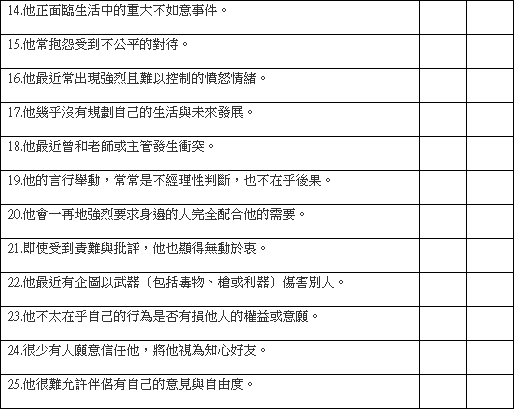 14.他正面臨生活中的重大不如意事件。
15.他常抱怨受到不公平的對待。
16.他最近常出現強烈且難以控制的憤怒情緒。
17.他幾乎沒有規劃自己的生活與未來發展。
18.他最近曾和老師或主管發生衝突。
19.他的言行舉動，常常是不經理性判斷，也不在乎後果。
20.他會一再地強烈要求身邊的人完全配合他的需要。
21.即使受到責難與批評，他也顯得無動於衷。
22.他最近有企圖以武器〔包括毒物、槍或利器〕傷害別人。
23.他不太在乎自己的行為是否有損他人的權益或意願。
24.很少有人願意信任他，將他視為知心好友。
25.他很難允許伴侶有自己的意見與自由度。